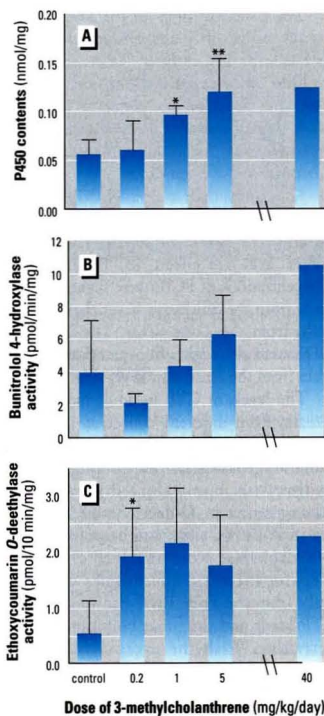 A
P450 contents (nmol/mg)
0.20
0.15
0.10
0.05
0.00
*
**
B
Bunitrolol 4-hydroxylase
activity (pmol/min/mg)
12
10
8
6
4
2
0
C
Ethoxycoumarin O-deethylase
activity (pmol/10 min/mg)
3.0
2.0
1.0
0.0
*
control 0.2 1 5 40
Dose of 3-methylcholanthrene (mg/kg/day)